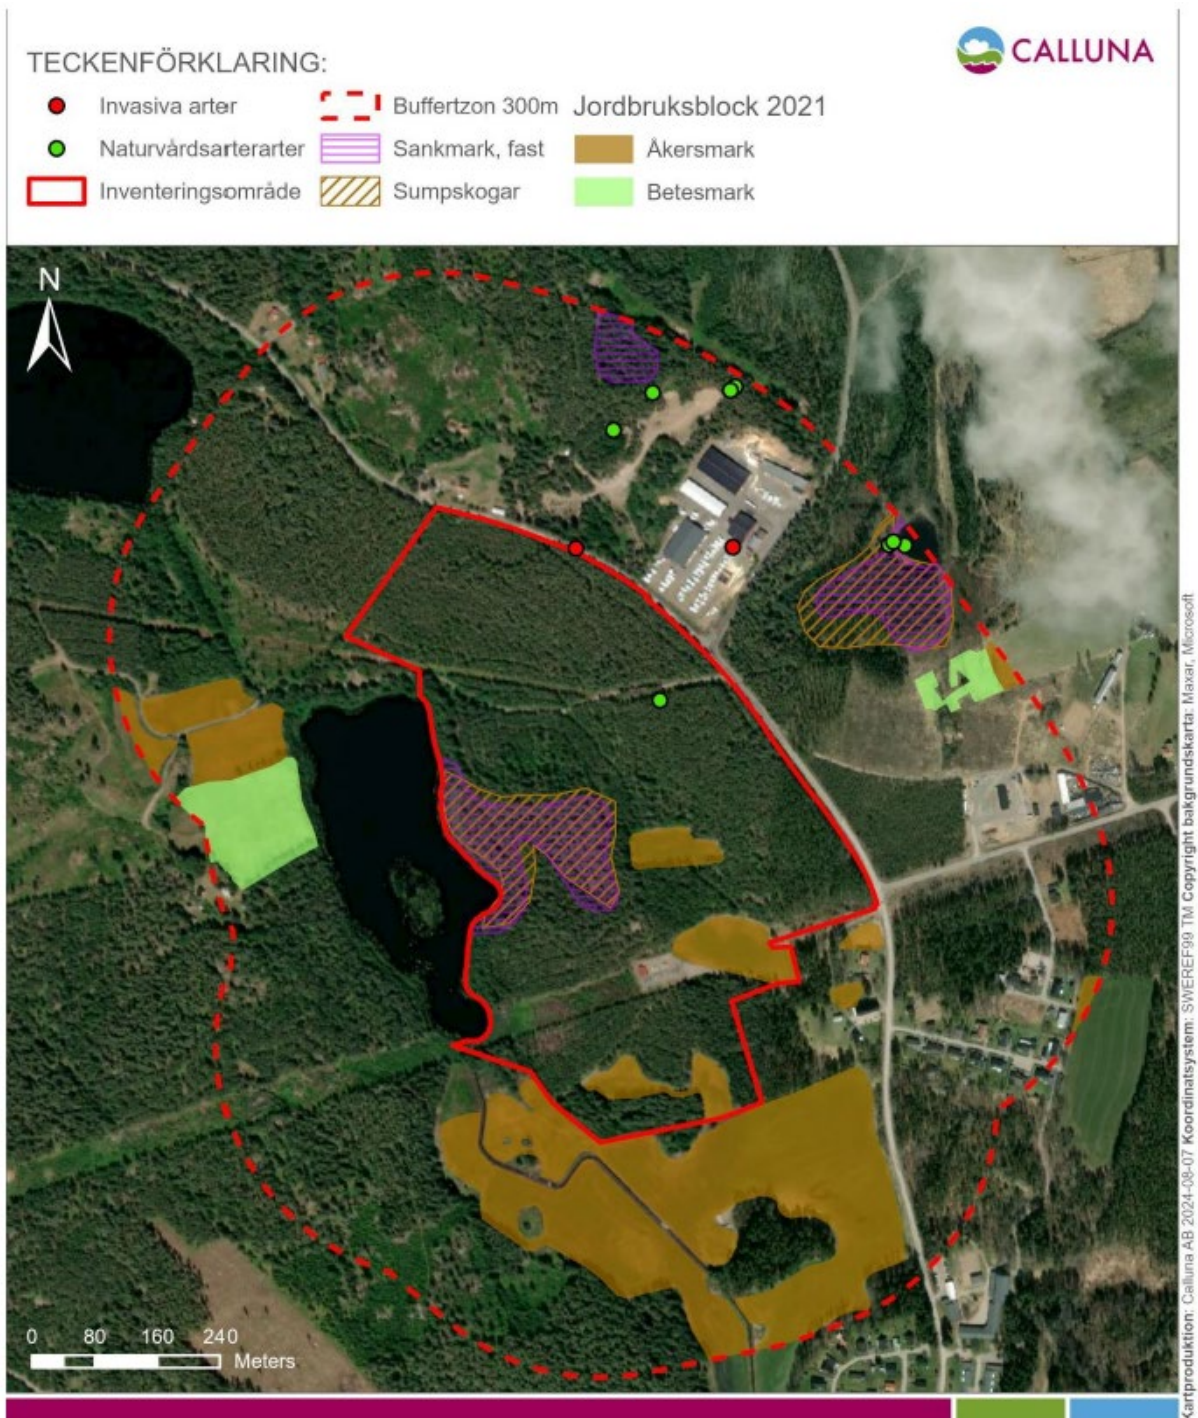 CALLUNA
TECKENFÖRKLARING:
Invasiva arter
Naturvårdsarterarter
Inventeringsområde
Buffertzon 300m
Sankmark, fast
Sumpskogar
Jordbruksblock 2021
Åkersmark
Betesmark
N
0 80 160 240
Meters
Kartproduktion: Calluna AB 2024-08-07 Koordinatsystem: SWEREF99 TM Copyright bakgrundskarta: Maxar, Microsoft